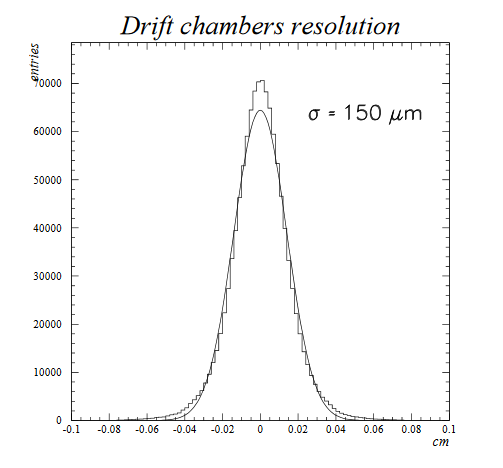 Drift chambers resolution
entries
70000
σ = 150 μm
60000
50000
40000
30000
20000
10000
0
-0.1 -0.08 -0.06 -0.04 -0.02 0 0.02 0.04 0.06 0.08 0.1
cm